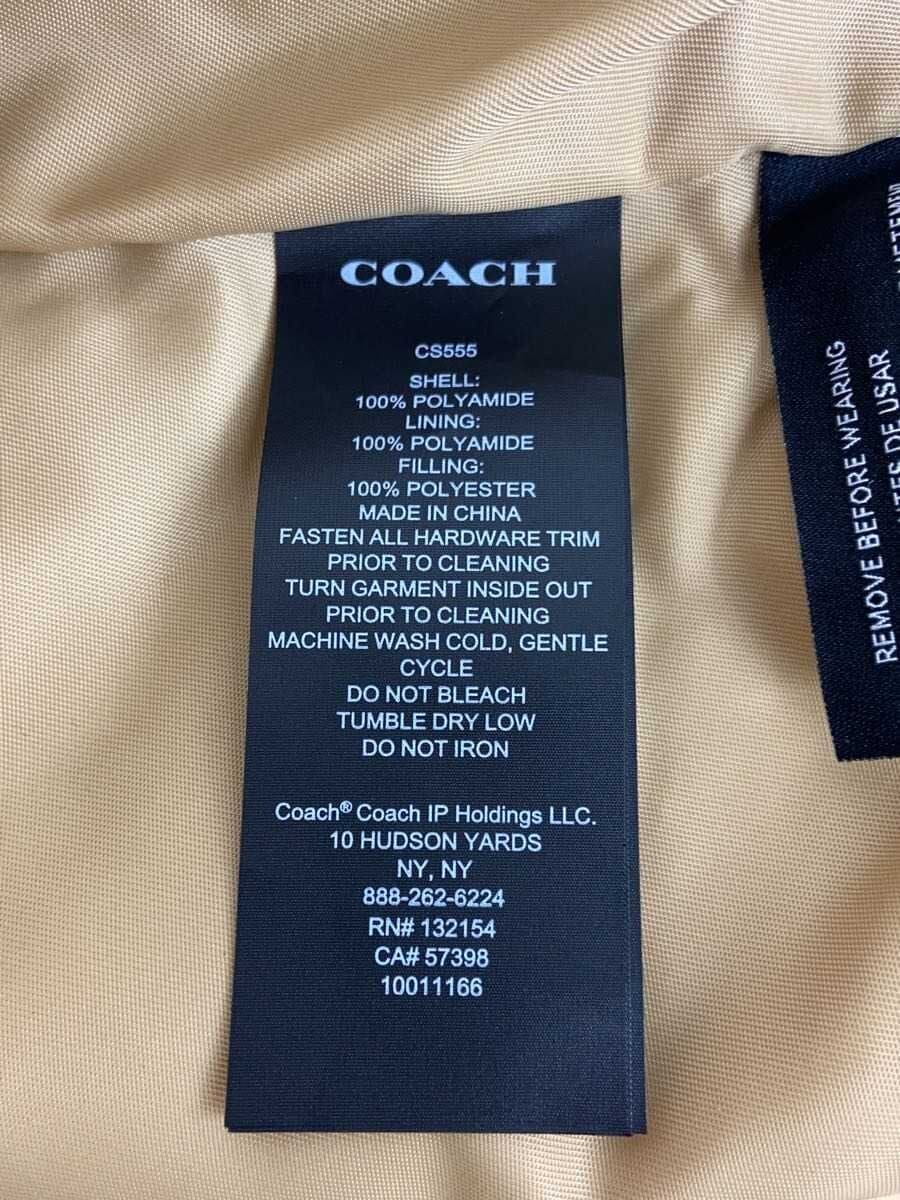 COACH
CS555
SHELL:
100% POLYAMIDE
LINING:
100% POLYAMIDE
FILLING:
100% POLYESTER
MADE IN CHINA
FASTEN ALL HARDWARE TRIM
PRIOR TO CLEANING
TURN GARMENT INSIDE OUT
PRIOR TO CLEANING
MACHINE WASH COLD, GENTLE
CYCLE
DO NOT BLEACH
TUMBLE DRY LOW
DO NOT IRON
Coach® Coach IP Holdings LLC.
10 HUDSON YARDS
NY, NY
888-262-6224
RN# 132154
CA# 57398
10011166
REMOVE BEFORE WEARING
DE USAR